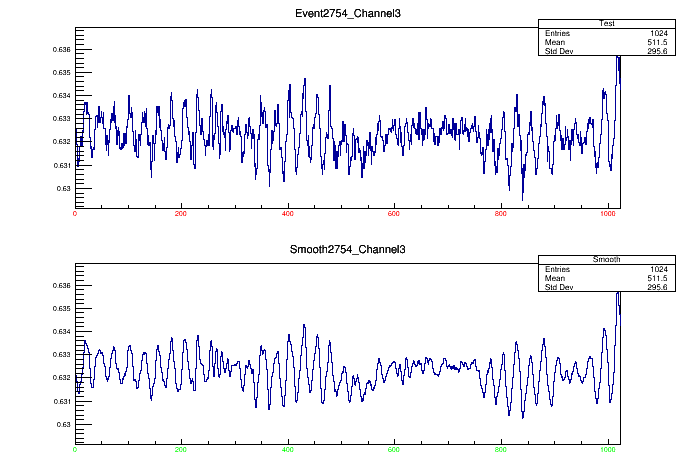 Event2754_Channel3
Test
Entries 1024
Mean 511.5
Std Dev 295.6
0.636
0.635
0.634
0.633
0.632
0.631
0.63
0 200 400 600 800 1000
Smooth2754_Channel3
Smooth
Entries 1024
Mean 511.5
Std Dev 295.6
0.636
0.635
0.634
0.633
0.632
0.631
0.63
0 200 400 600 800 1000